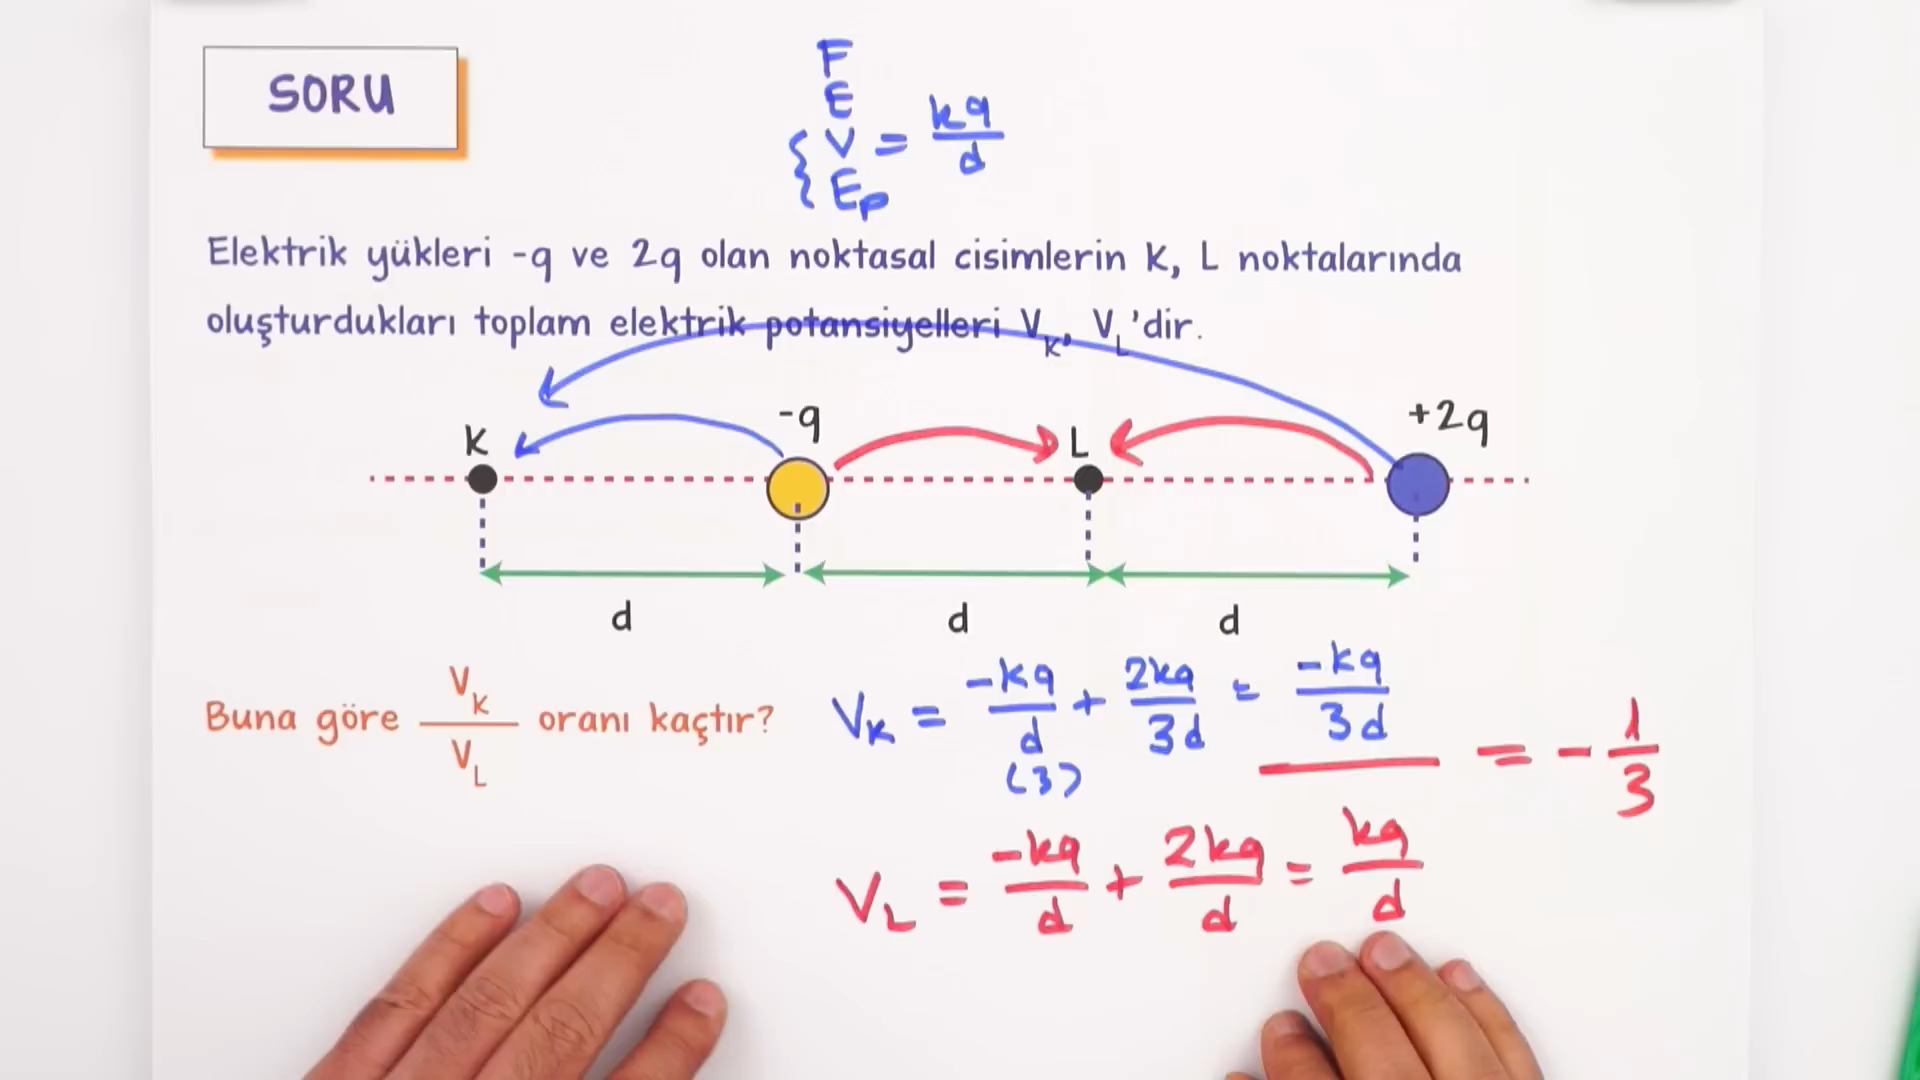 SORU
F
E
V = kq/d
Ep
Elektrik yükleri -q ve 2q olan noktasal cisimlerin K, L noktalarında
oluşturdukları toplam elektrik potansiyelleri VK, VL'dir.
K -q L +2q
d d d
Buna göre VK/VL oranı kaçtır?
VK = -kq/d + 2kq/3d = -kq/3d
(3)
= -1/3
VL = -kq/d + 2kq/d = kq/d